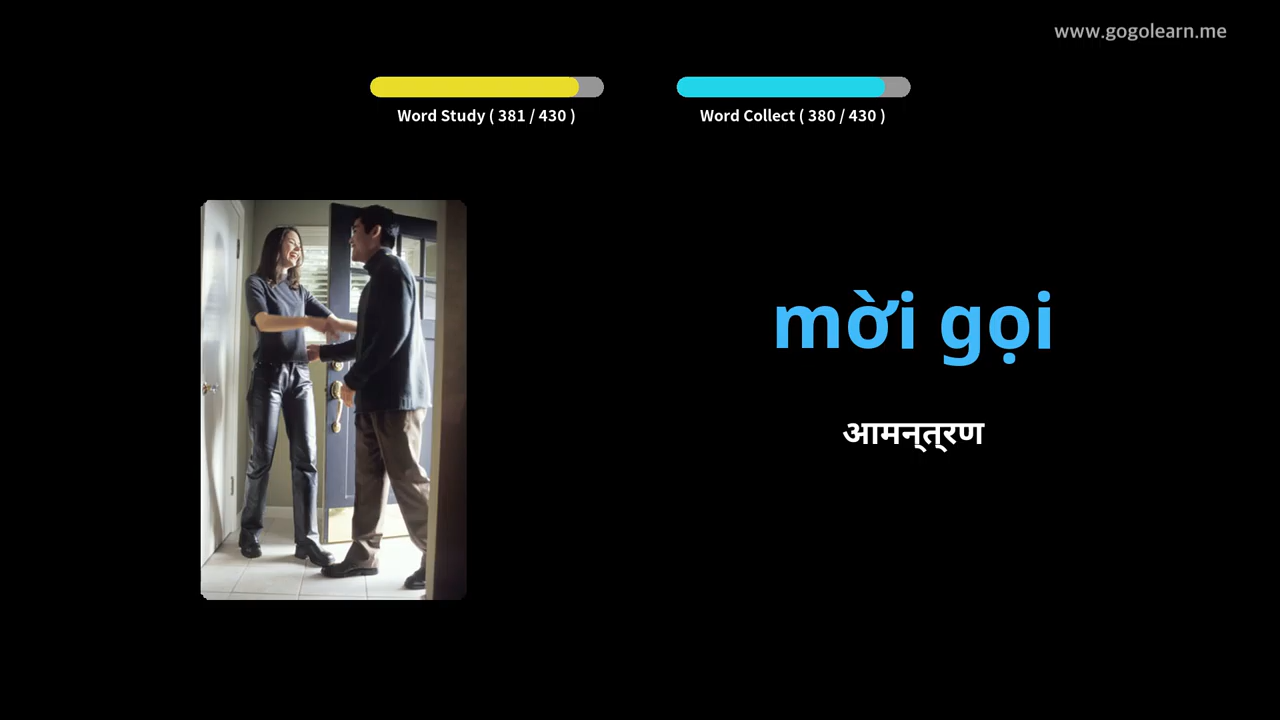 www.gogolearn.me
Word Study ( 381 / 430 )
Word Collect ( 380 / 430 )
mời gọi
आमन्त्रण